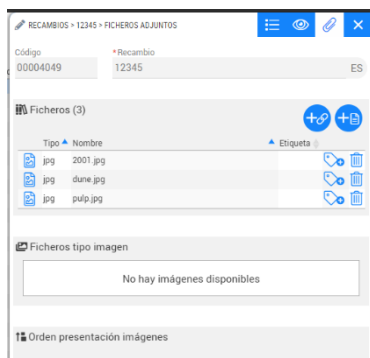 RECAMBIOS > 12345 > FICHEROS ADJUNTOS
Código
*Recambio
00004049
12345
ES
Ficheros (3)
Tipo Nombre Etiqueta
jpg 2001.jpg
jpg dune.jpg
jpg pulp.jpg
Ficheros tipo imagen
No hay imágenes disponibles
Orden presentación imágenes